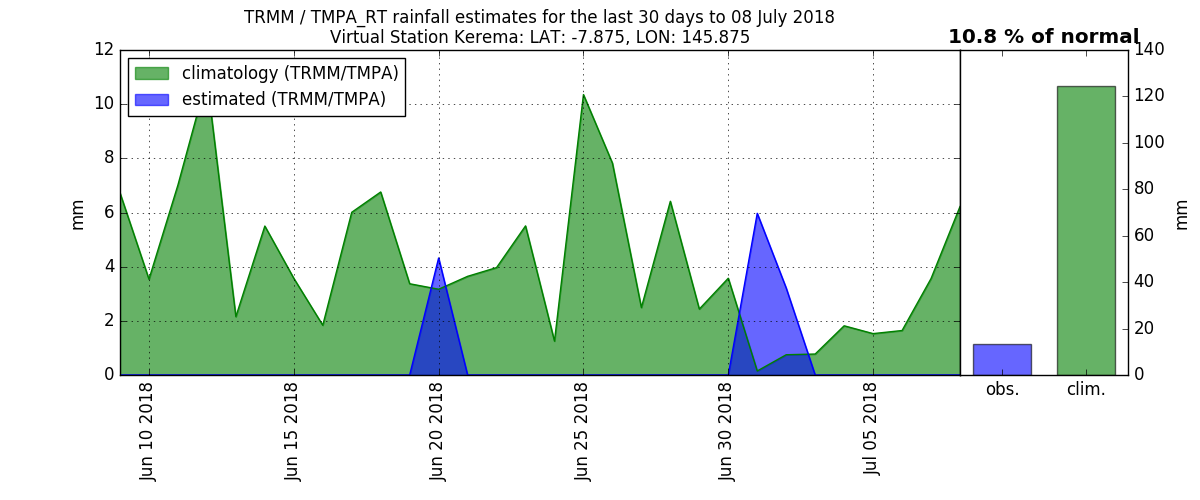 TRMM / TMPA_RT rainfall estimates for the last 30 days to 08 July 2018
Virtual Station Kerema: LAT: -7.875, LON: 145.875
10.8 % of normal
climatology (TRMM/TMPA)
estimated (TRMM/TMPA)
12
10
8
6
4
2
0
mm
Jun 10 2018
Jun 15 2018
Jun 20 2018
Jun 25 2018
Jun 30 2018
Jul 05 2018
obs.
clim.
140
120
100
80
60
40
20
0
mm